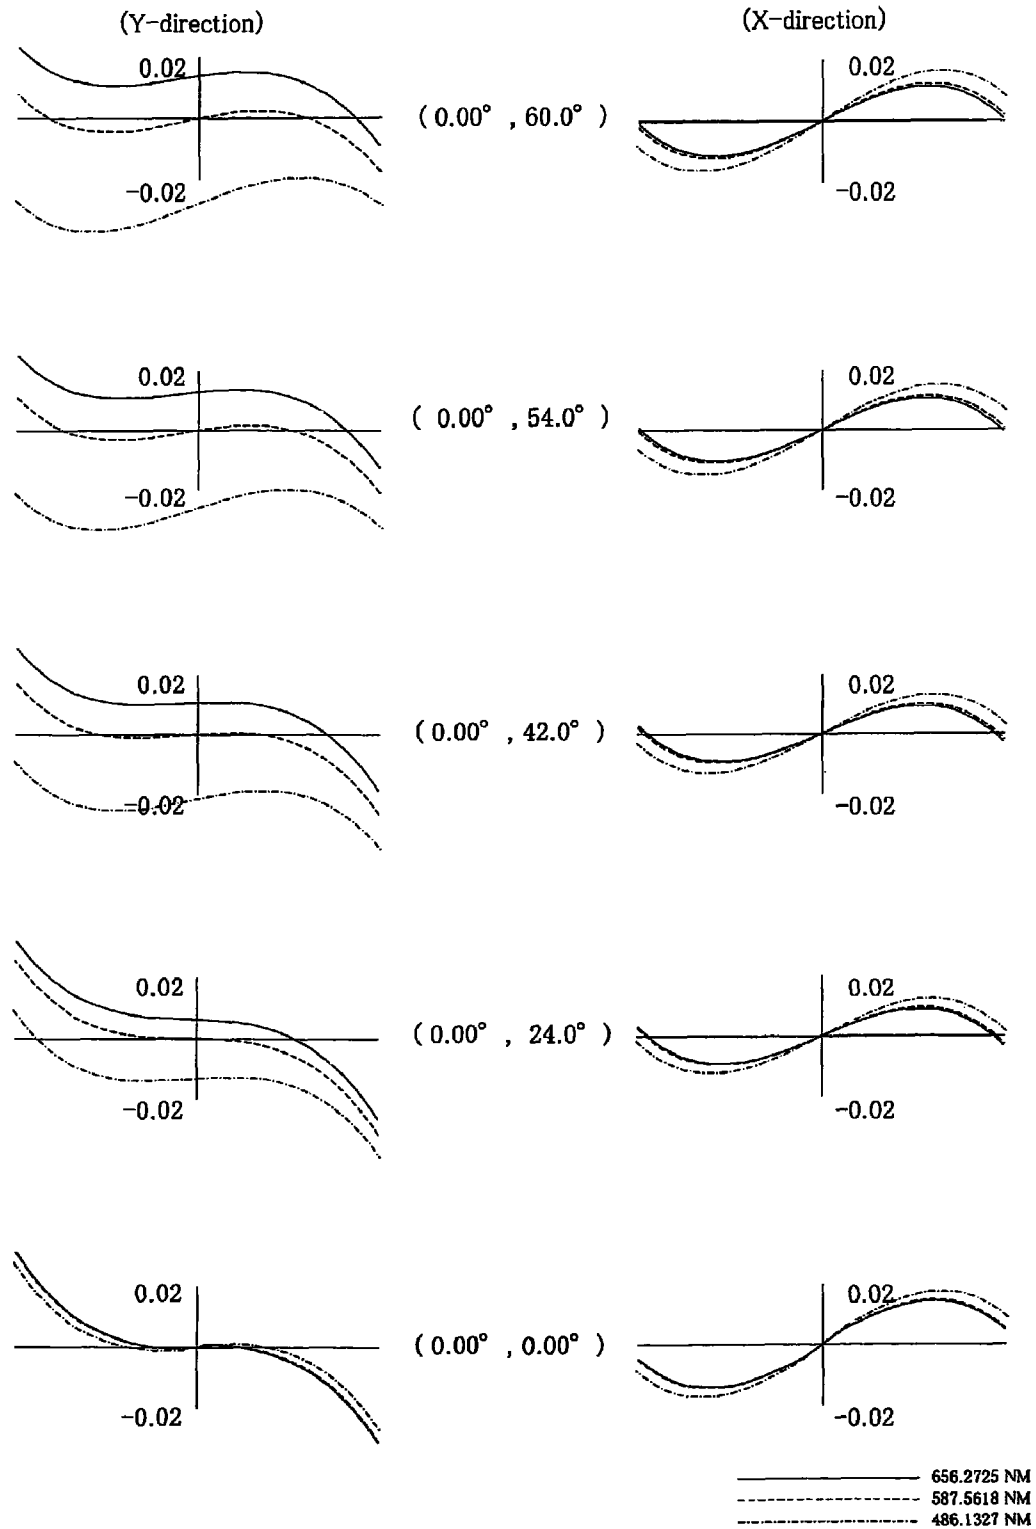 (Y-direction) (X-direction)
0.02 0.02
(0.00° , 60.0° )
-0.02 -0.02
0.02 0.02
( 0.00° , 54.0° )
-0.02 -0.02
0.02 0.02
(0.00° , 42.0° )
-0.02 -0.02
0.02 0.02
(0.00° , 24.0° )
-0.02 -0.02
0.02 0.02
(0.00° , 0.00° )
-0.02 -0.02
656.2725 NM
587.5618 NM
486.1327 NM